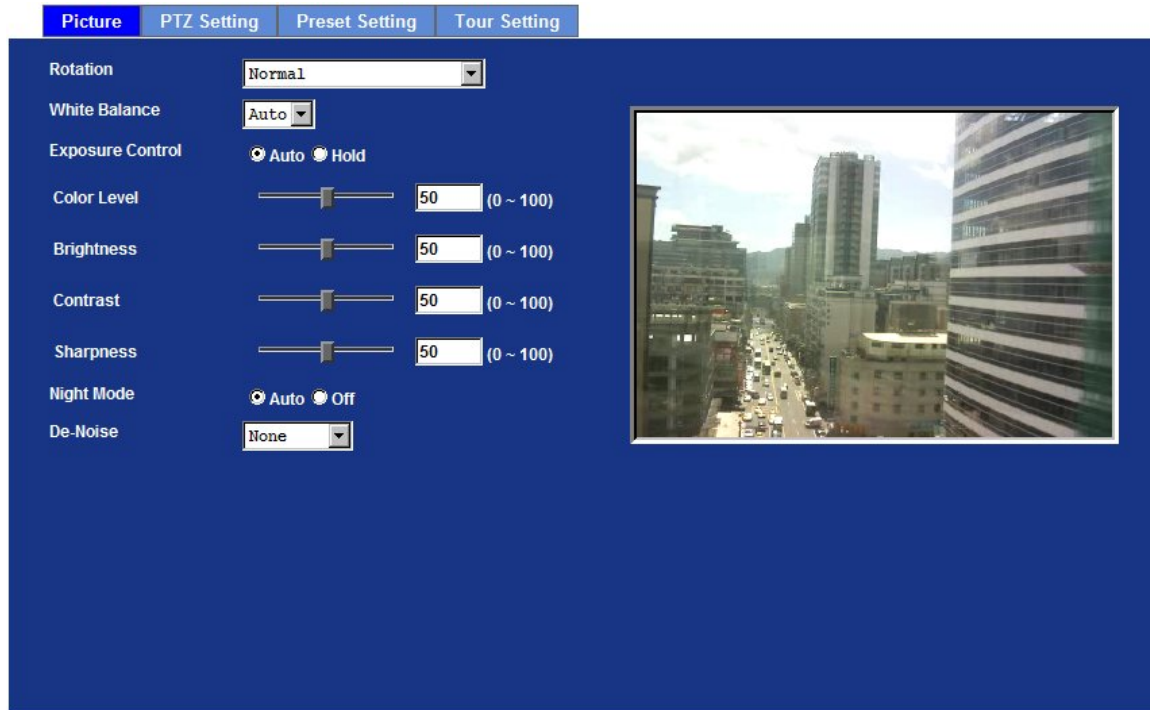 Picture PTZ Setting Preset Setting Tour Setting
Rotation Normal
White Balance Auto
Exposure Control Auto Hold
Color Level 50 (0 ~ 100)
Brightness 50 (0 ~ 100)
Contrast 50 (0 ~ 100)
Sharpness 50 (0 ~ 100)
Night Mode Auto Off
De-Noise None